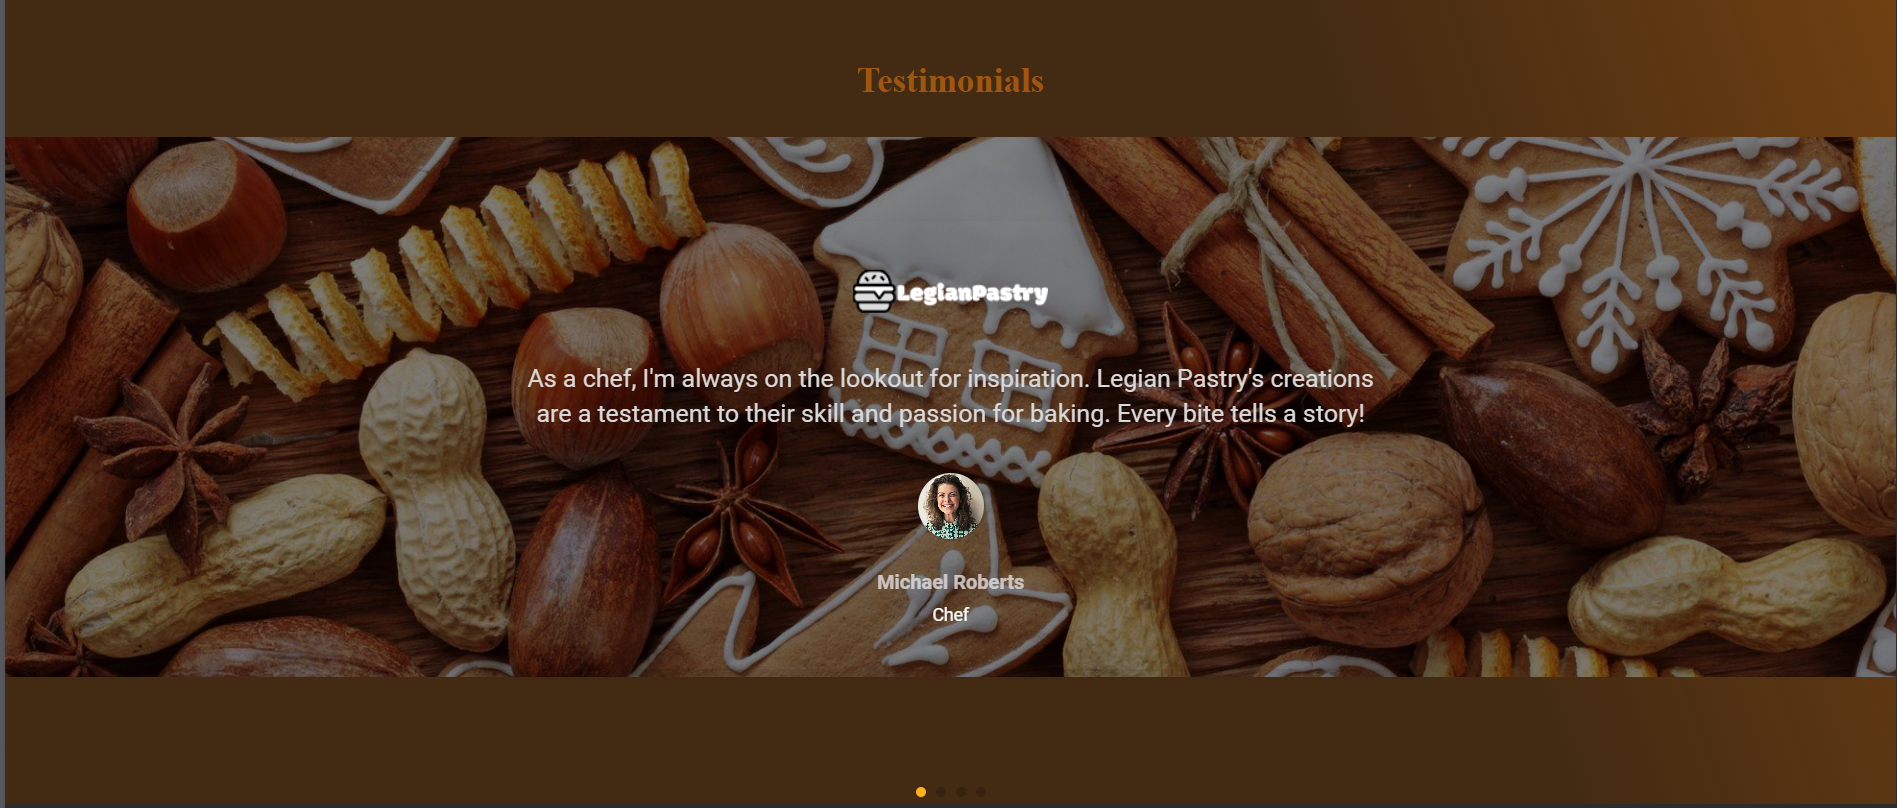 Testimonials
LegianPastry
As a chef, I'm always on the lookout for inspiration. Legian Pastry's creations
are a testament to their skill and passion for baking. Every bite tells a story!
Michael Roberts
Chef